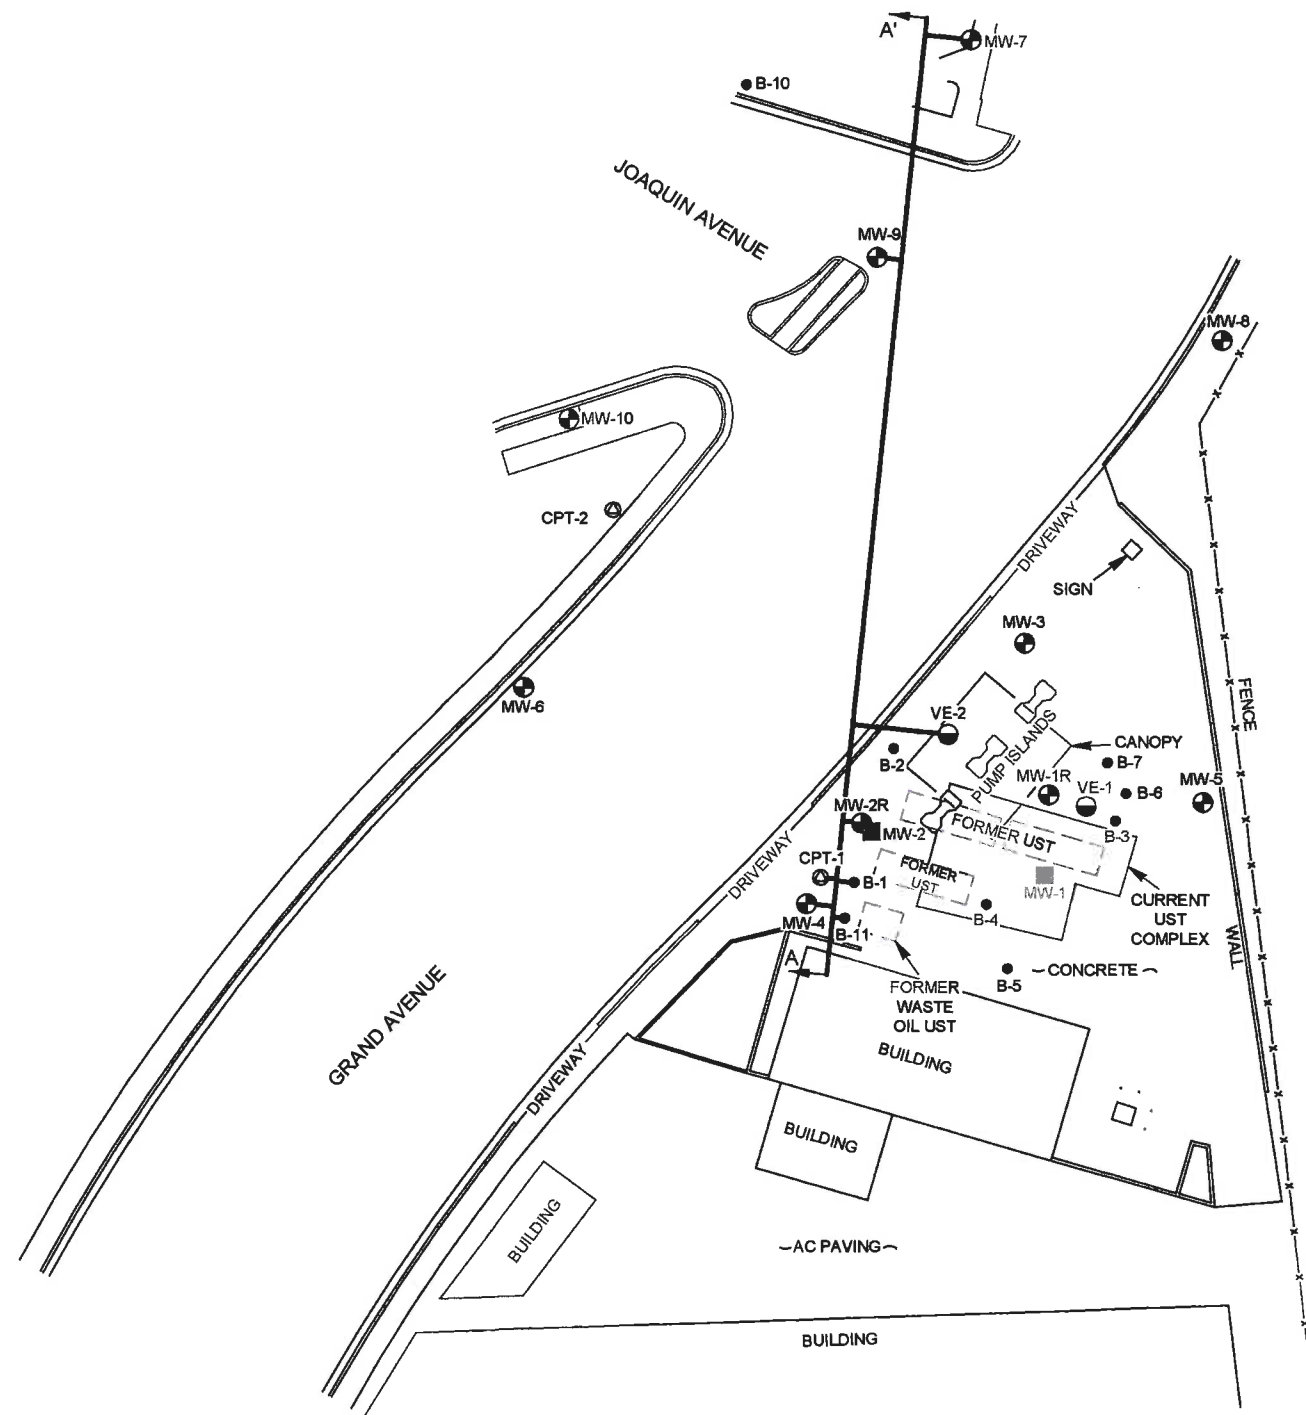 A'
MW-7
B-10
JOAQUIN AVENUE
MW-9
MW-8
MW-10
CPT-2
DRIVEWAY
SIGN
MW-3
MW-6
FENCE
VE-2
CANOPY
B-2
PUMP ISLANDS
B-7
MW-1R
VE-1
B-6
MW-5
MW-2R
MW-2
FORMER UST
B-3
DRIVEWAY
CPT-1
B-1
FORMER
UST
MW-1
CURRENT
UST
COMPLEX
MW-4
B-11
B-4
WALL
A
B-5
CONCRETE
FORMER
WASTE
OIL UST
GRAND AVENUE
BUILDING
DRIVEWAY
BUILDING
BUILDING
AC PAVING
BUILDING